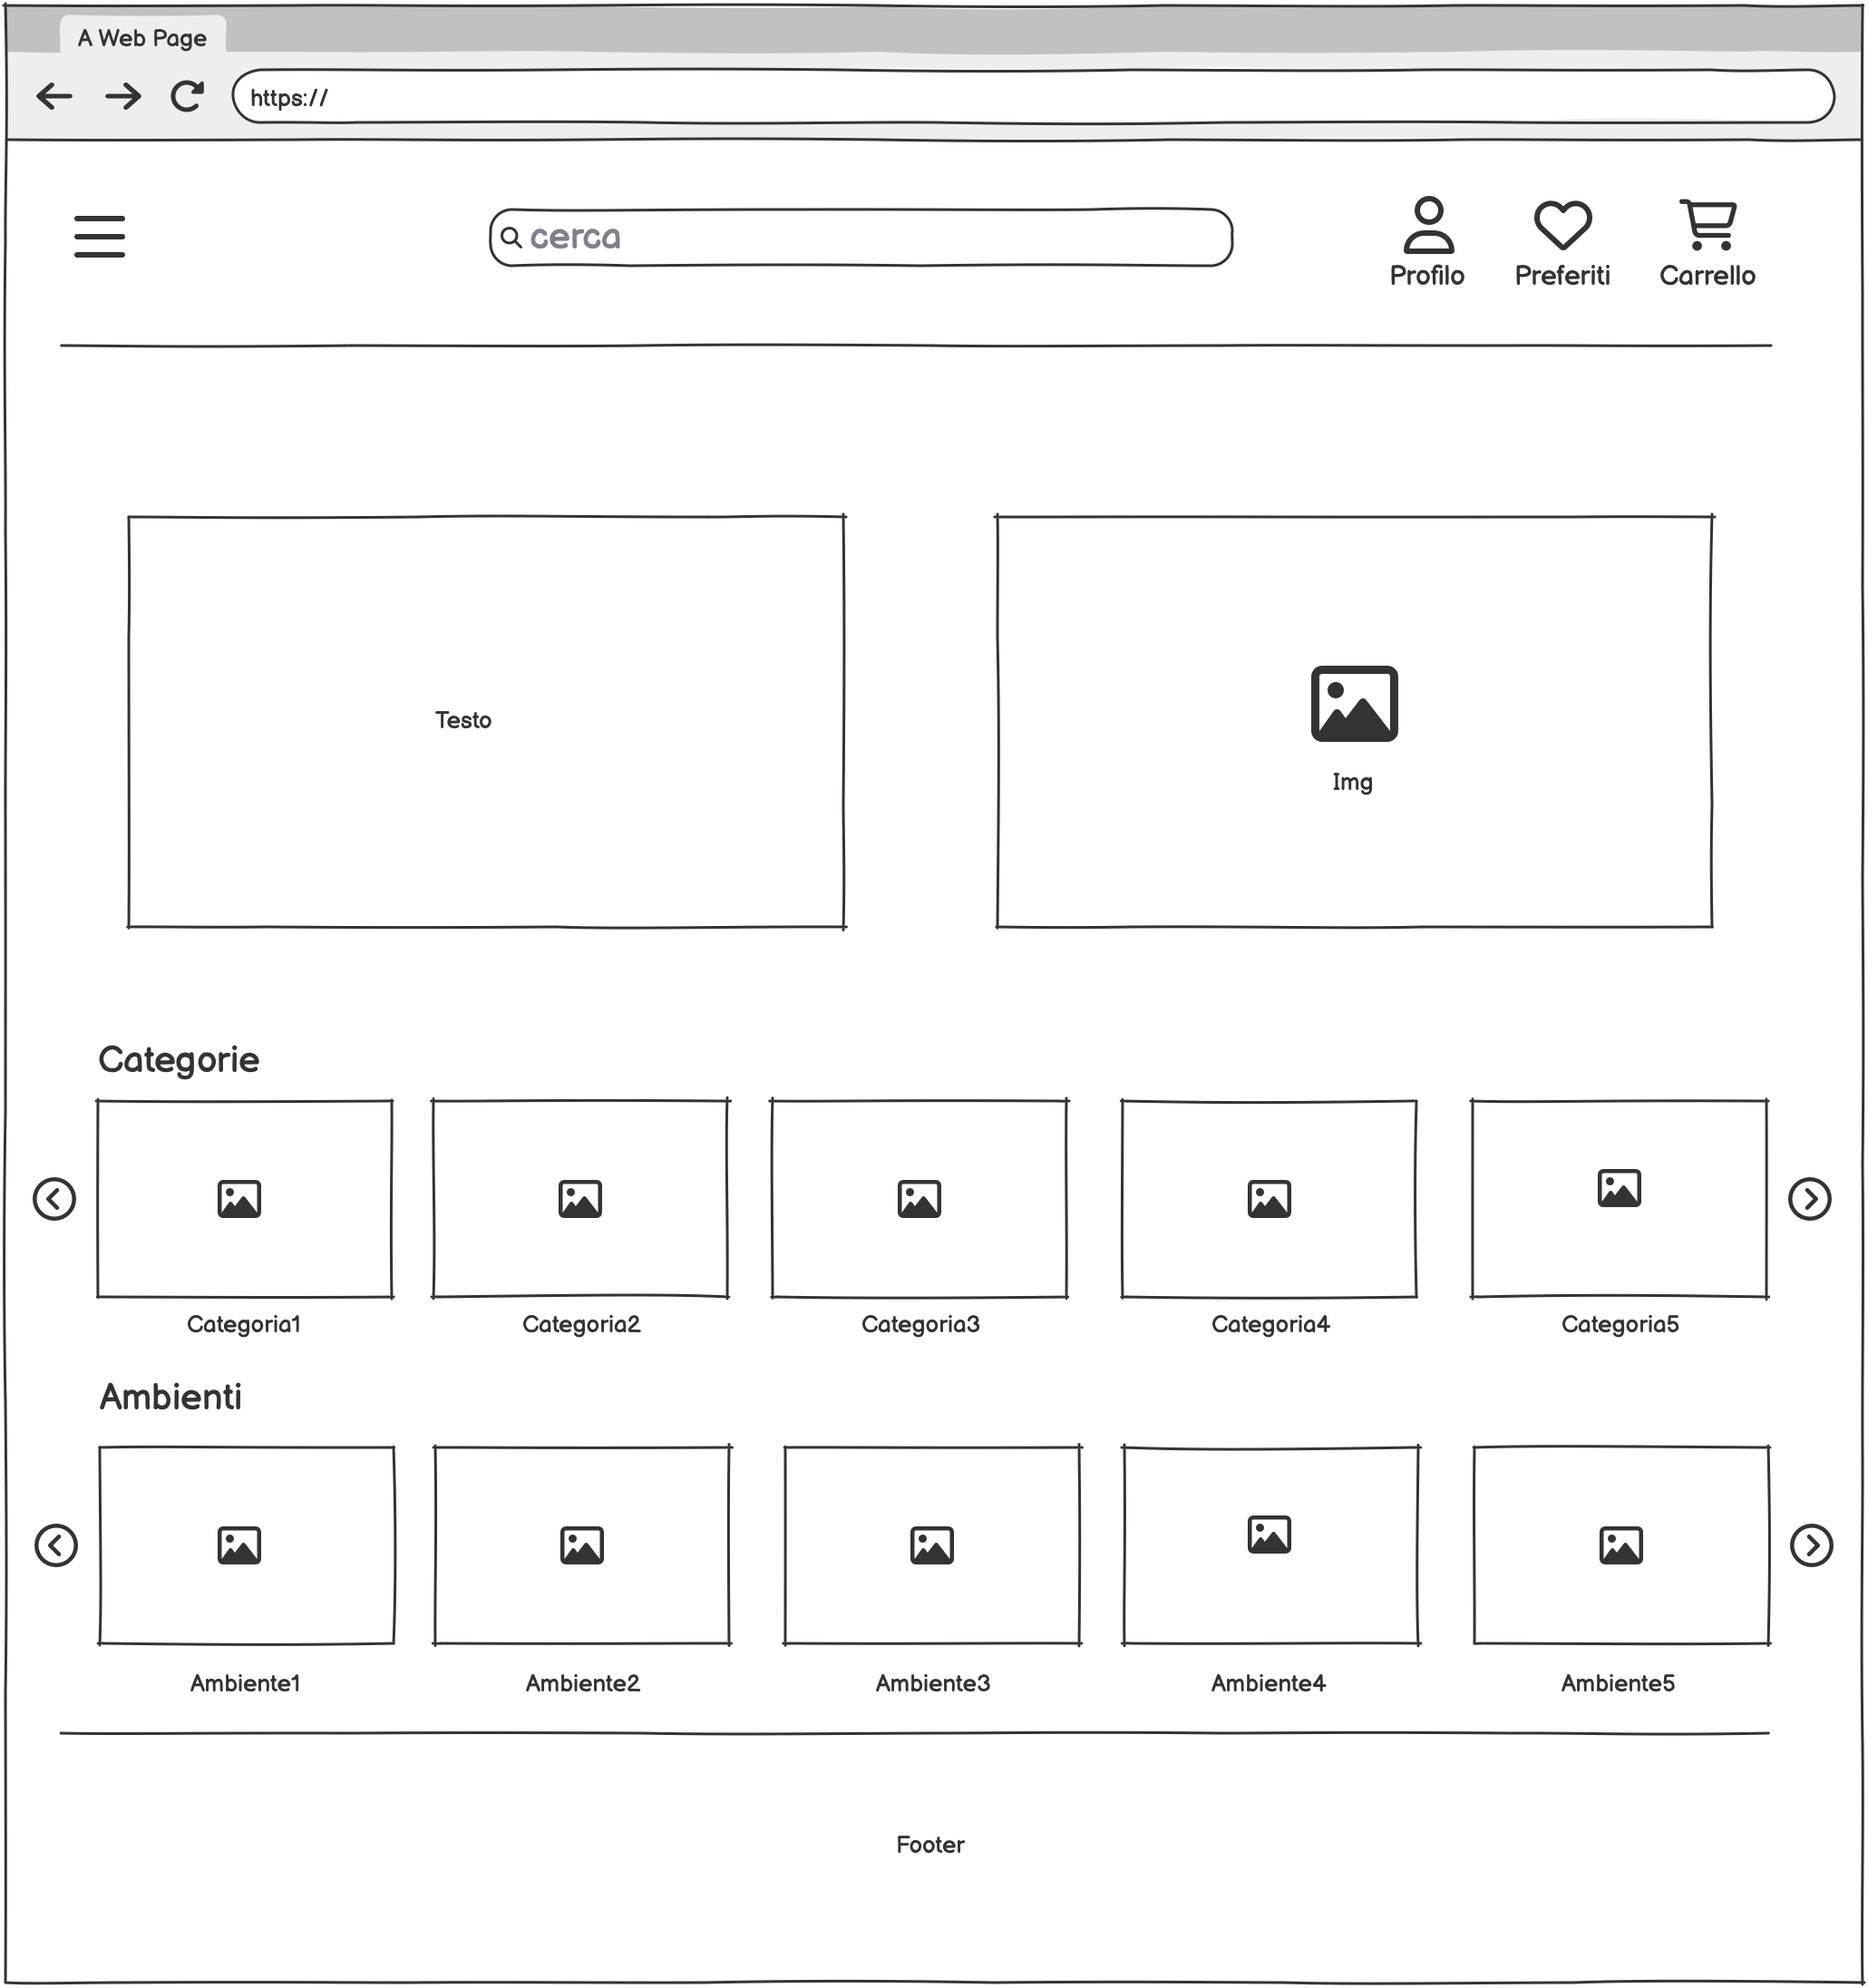 A Web Page
https://
cerca
Profilo Preferiti Carrello
Testo
Img
Categorie
Categoria1 Categoria2 Categoria3 Categoria4 Categoria5
Ambienti
Ambiente1 Ambiente2 Ambiente3 Ambiente4 Ambiente5
Footer